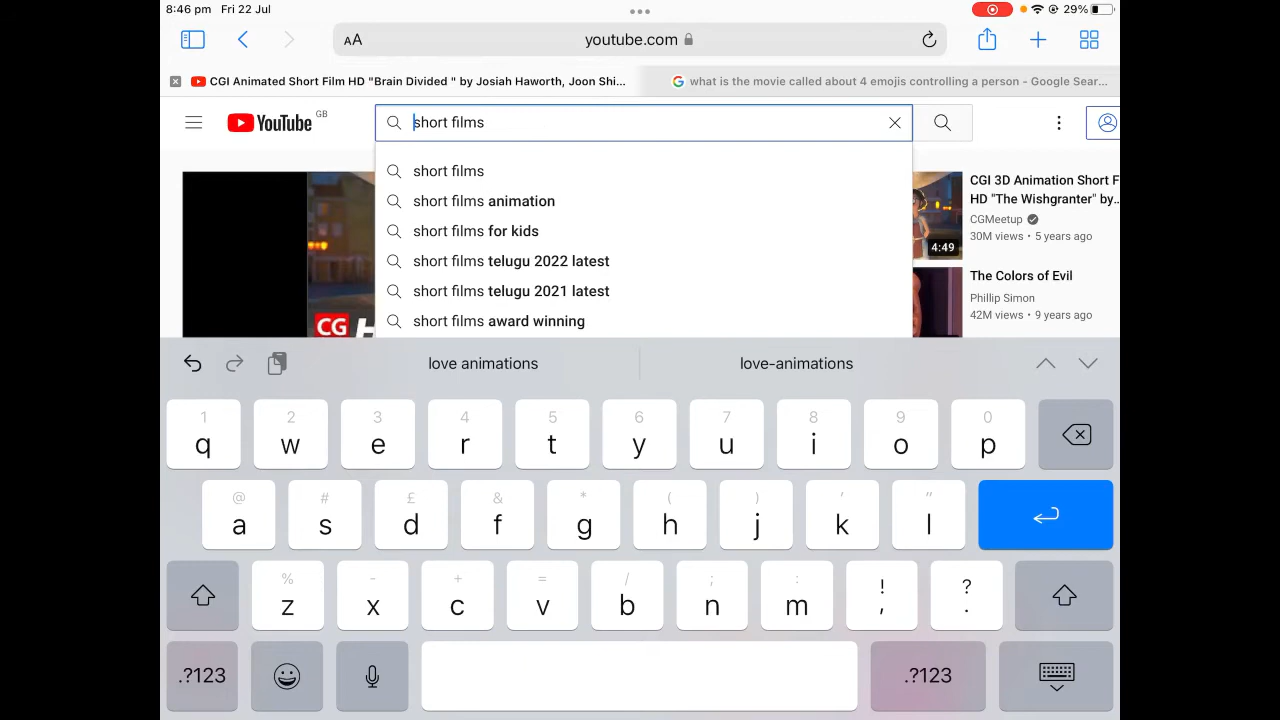 8:46 pm Fri 22 Jul
29%
AA
youtube.com
CGI Animated Short Film HD "Brain Divided " by Josiah Haworth, Joon Shi...
what is the movie called about 4 emojis controlling a person - Google Sear...
YouTube GB
short films
short films
short films animation
short films for kids
short films telugu 2022 latest
short films telugu 2021 latest
short films award winning
CG H
4:49
CGI 3D Animation Short F
HD "The Wishgranter" by...
CGMeetup
30M views • 5 years ago
The Colors of Evil
Phillip Simon
42M views • 9 years ago
love animations
love-animations
1 2 3 4 5 6 7 8 9 0
q w e r t y u i o p
@ # £ & * ( ) ' "
a s d f g h j k l
% - + = / ; : ! ?
z x c v b n m , .
.?123
.?123